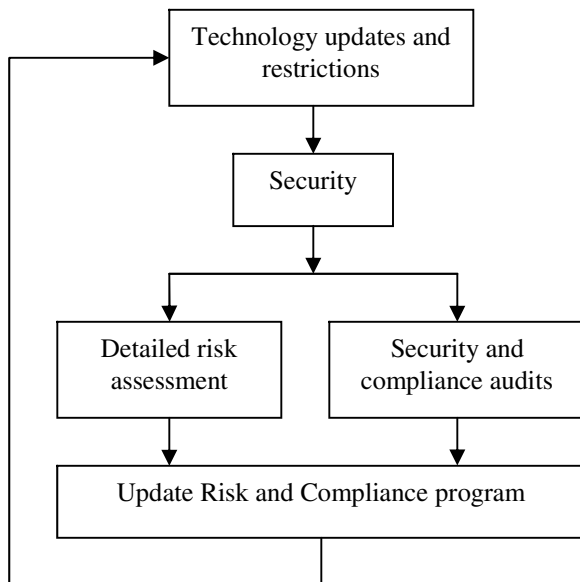 Technology updates and
restrictions
Security
Detailed risk
assessment
Security and
compliance audits
Update Risk and Compliance program